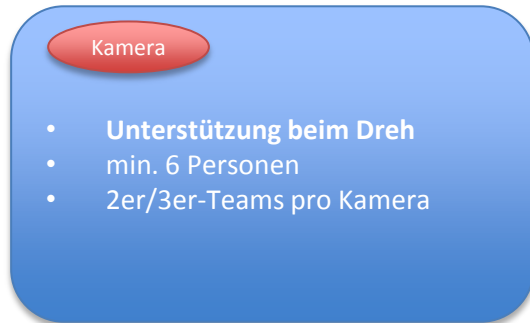 Kamera
• Unterstützung beim Dreh
• min. 6 Personen
• 2er/3er-Teams pro Kamera